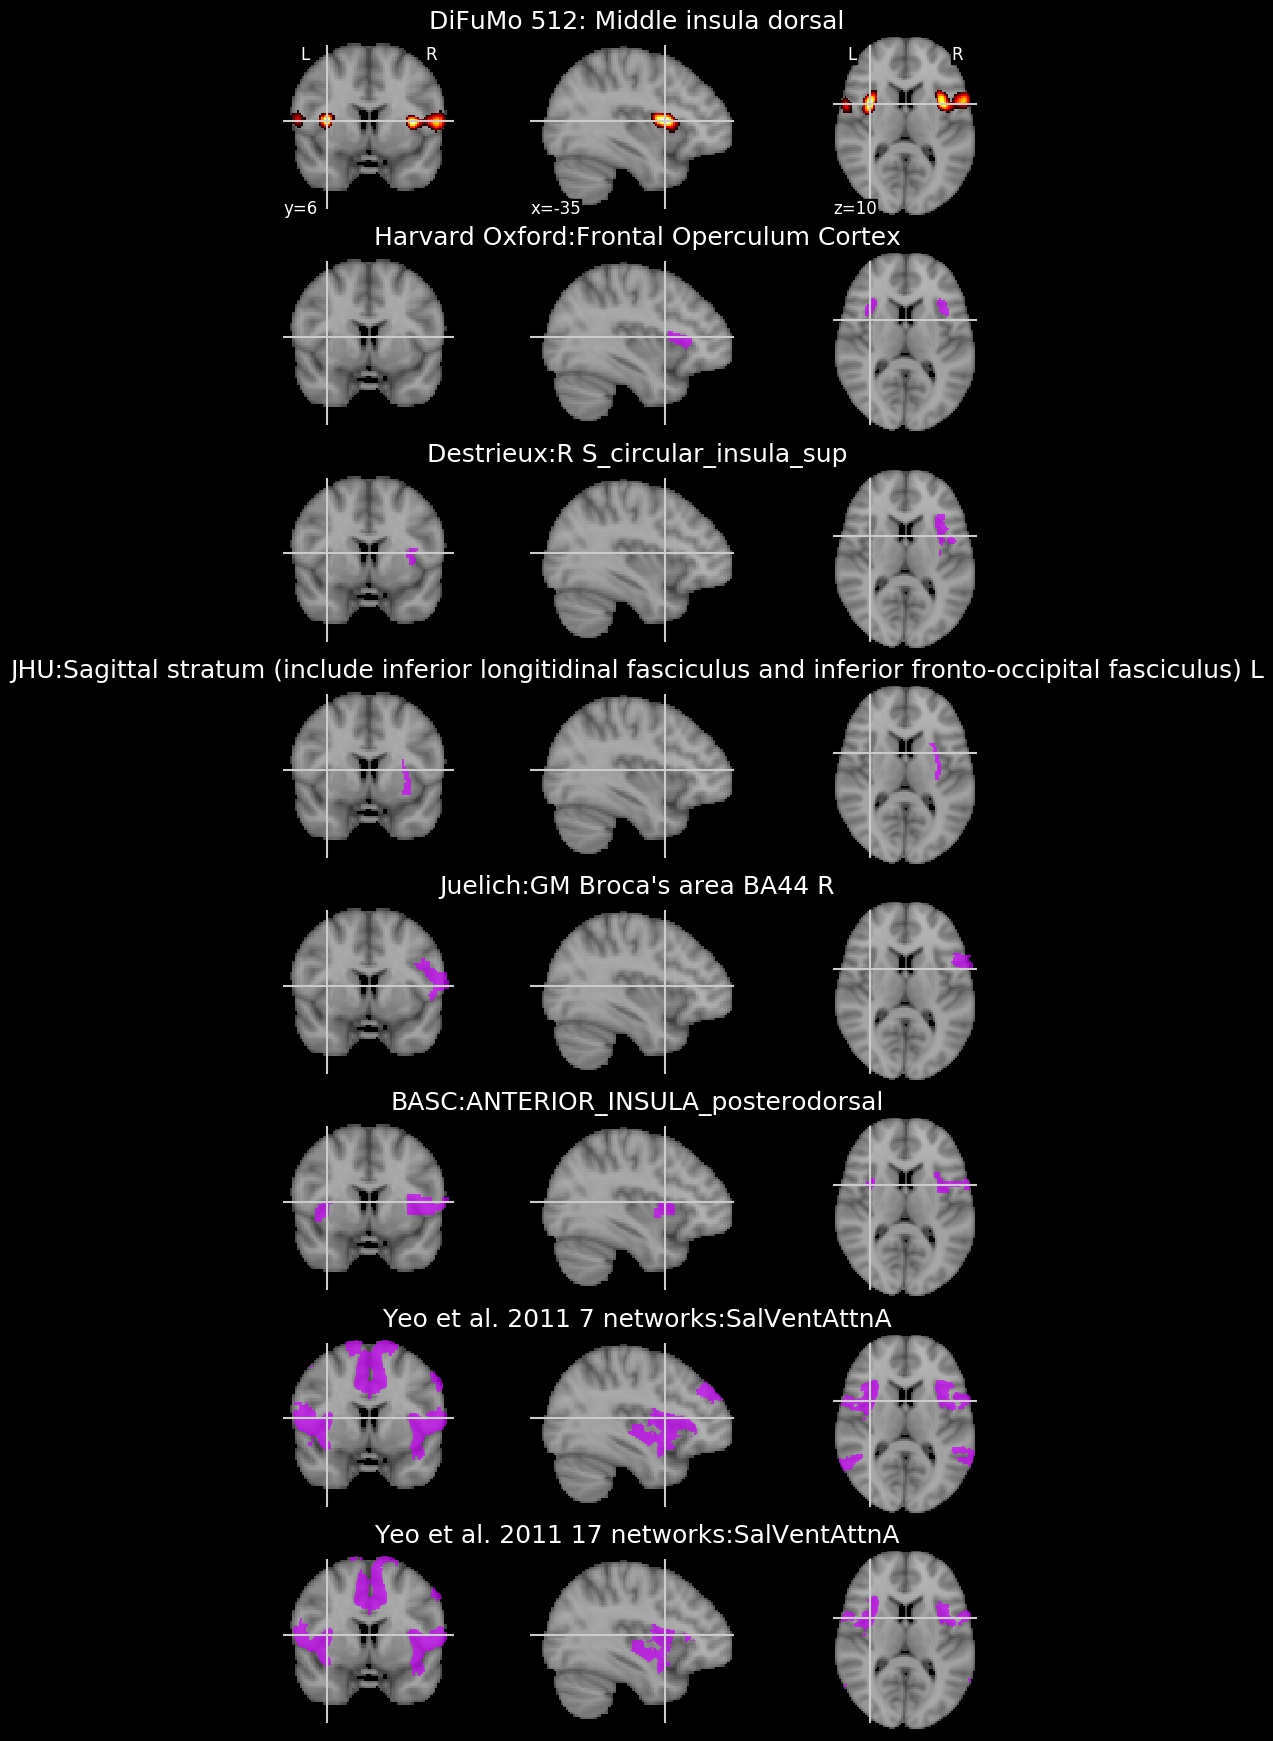 DiFuMo 512: Middle insula dorsal
L R L R
y=6 x=-35 z=10
Harvard Oxford:Frontal Operculum Cortex
Destrieux:R S_circular_insula_sup
JHU:Sagittal stratum (include inferior longitidinal fasciculus and inferior fronto-occipital fasciculus) L
Juelich:GM Broca's area BA44 R
BASC:ANTERIOR_INSULA_posterodorsal
Yeo et al. 2011 7 networks:SalVentAttnA
Yeo et al. 2011 17 networks:SalVentAttnA